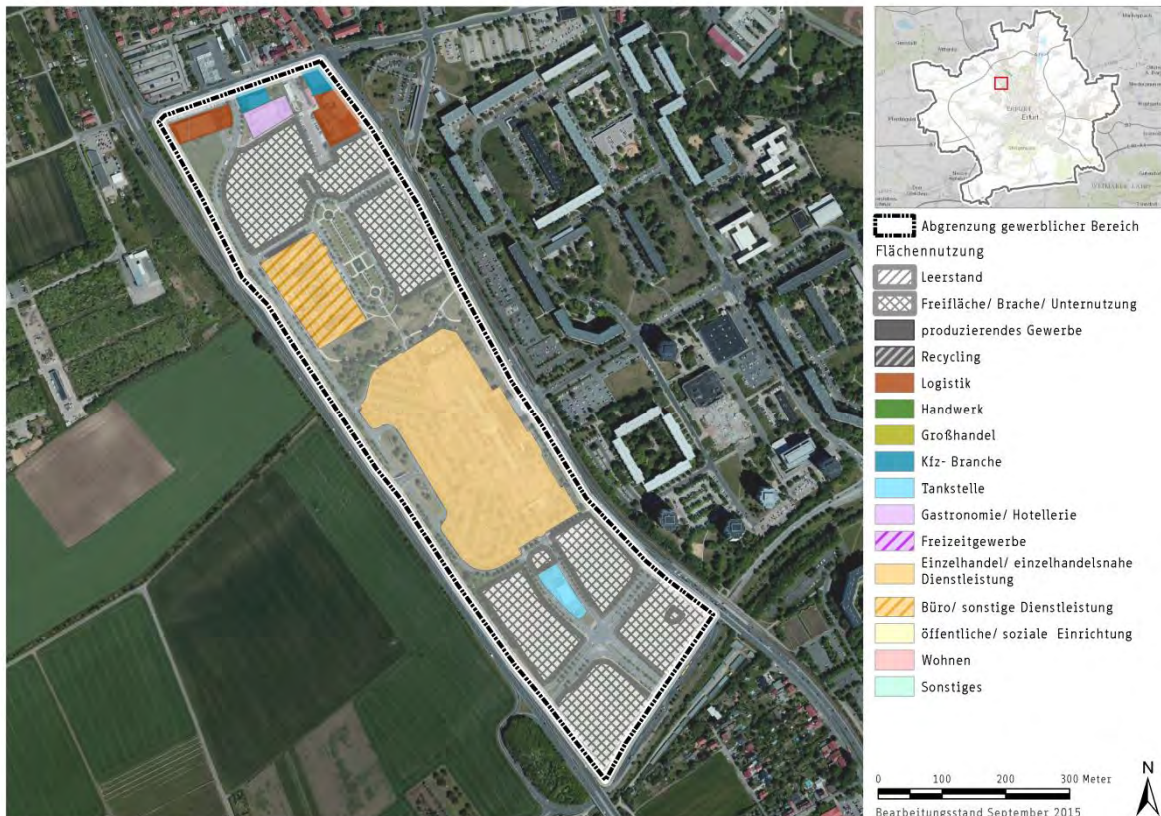 Erfurt
Abgrenzung gewerblicher Bereich
Flächennutzung
Leerstand
Freifläche/ Brache/ Unternutzung
produzierendes Gewerbe
Recycling
Logistik
Handwerk
Großhandel
Kfz- Branche
Tankstelle
Gastronomie/ Hotellerie
Freizeitgewerbe
Einzelhandel/ einzelhandelsnahe
Dienstleistung
Büro/ sonstige Dienstleistung
öffentliche/ soziale Einrichtung
Wohnen
Sonstiges
N
0 100 200 300 Meter
Bearbeitungsstand September 2015